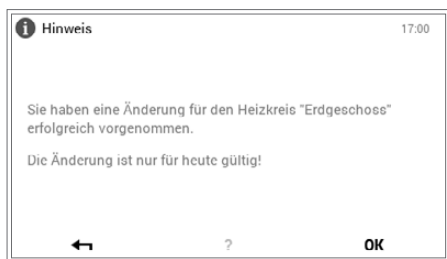 Hinweis 17:00
Sie haben eine Änderung für den Heizkreis "Erdgeschoss"
erfolgreich vorgenommen.
Die Änderung ist nur für heute gültig!
? OK